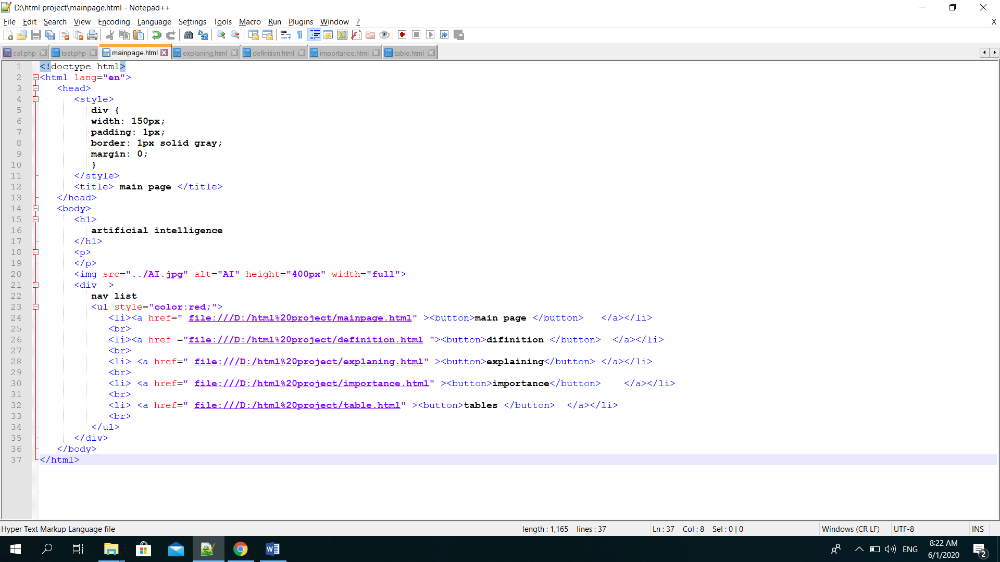 D:\html project\mainpage.html - Notepad++
File Edit Search View Encoding Language Settings Tools Macro Run Plugins Window ? X
cal.php test.php mainpage.html explaning.html definition.html importance.html table.html
1 <!doctype html>
2 <html lang="en">
3 <head>
4 <style>
5 div {
6 width: 150px;
7 padding: 1px;
8 border: 1px solid gray;
9 margin: 0;
10 }
11 </style>
12 <title> main page </title>
13 </head>
14 <body>
15 <h1>
16 artificial intelligence
17 </h1>
18 <p>
19 </p>
20 <img src="../AI.jpg" alt="AI" height="400px" width="full">
21 <div  >
22 nav list
23 <ul style="color:red;">
24 <li><a href=" file:///D:/html%20project/mainpage.html" ><button>main page </button>   </a></li>
25 <br>
26 <li><a href ="file:///D:/html%20project/definition.html "><button>difinition </button>  </a></li>
27 <br>
28 <li> <a href=" file:///D:/html%20project/explaning.html" ><button>explaining</button> </a></li>
29 <br>
30 <li> <a href=" file:///D:/html%20project/importance.html" ><button>importance</button>    </a></li>
31 <br>
32 <li> <a href=" file:///D:/html%20project/table.html" ><button>tables </button>  </a></li>
33 <br>
34 </ul>
35 </div>
36 </body>
37 </html>
Hyper Text Markup Language file length : 1,165 lines : 37 Ln : 37 Col : 8 Sel : 0 | 0 Windows (CR LF) UTF-8 INS
ENG 8:22 AM 2
6/1/2020